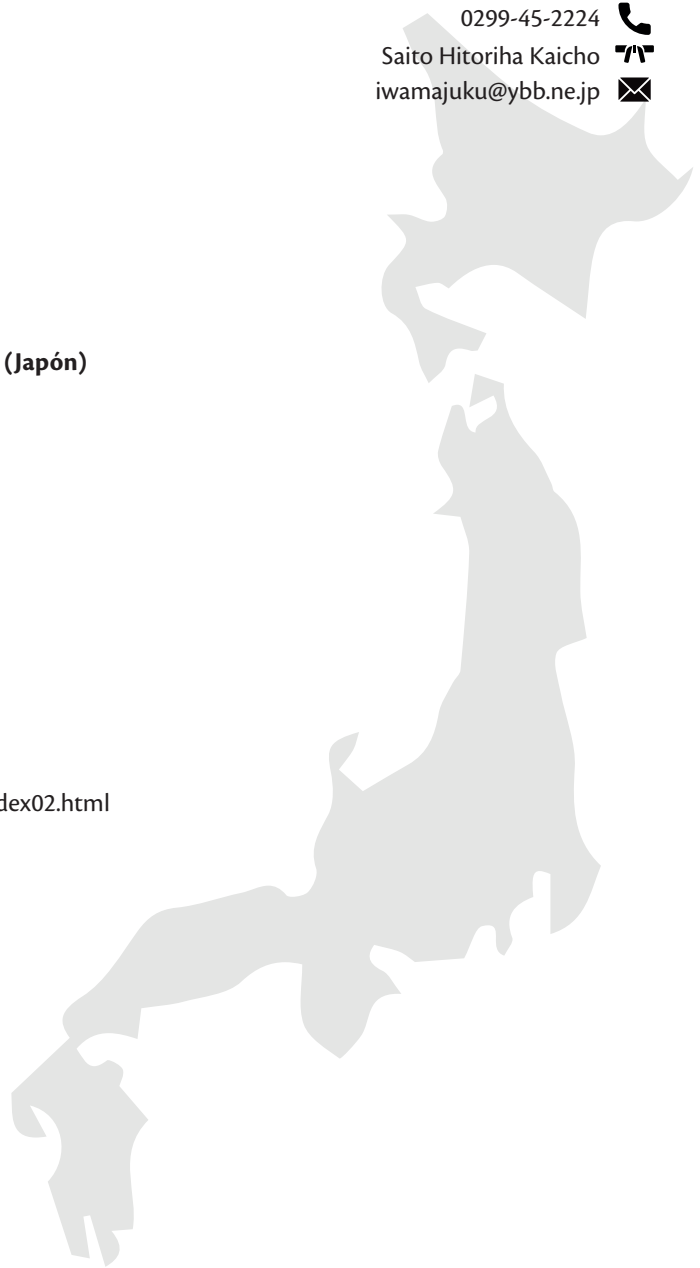 0299-45-2224
Saito Hitoriha Kaicho
iwamajuku@ybb.ne.jp
(Japón)
dex02.html